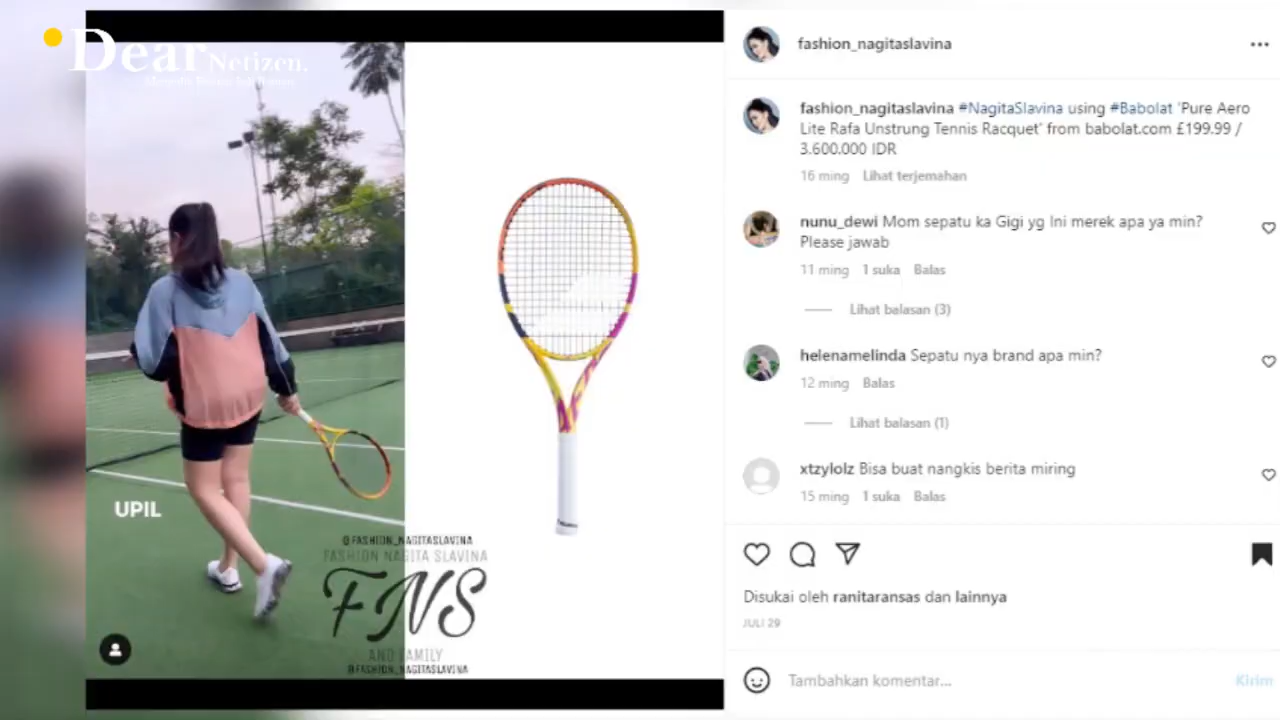 Dear Netizen.
UPIL
@FASHION_NAGITASLAVINA
FASHION NAGITA SLAVINA
FNS
AND FAMILY
@FASHION_NAGITASLAVINA
fashion_nagitaslavina
fashion_nagitaslavina #NagitaSlavina using #Babolat 'Pure Aero
Lite Rafa Unstrung Tennis Racquet' from babolat.com £199.99 /
3.600.000 IDR
16 ming Lihat terjemahan
nunu_dewi Mom sepatu ka Gigi yg Ini merek apa ya min?
Please jawab
11 ming 1 suka Balas
Lihat balasan (3)
helenamelinda Sepatu nya brand apa min?
12 ming Balas
Lihat balasan (1)
xtzylolz Bisa buat nangkis berita miring
15 ming 1 suka Balas
Disukai oleh ranitaransas dan lainnya
JULI 29
Tambahkan komentar...
Kirim